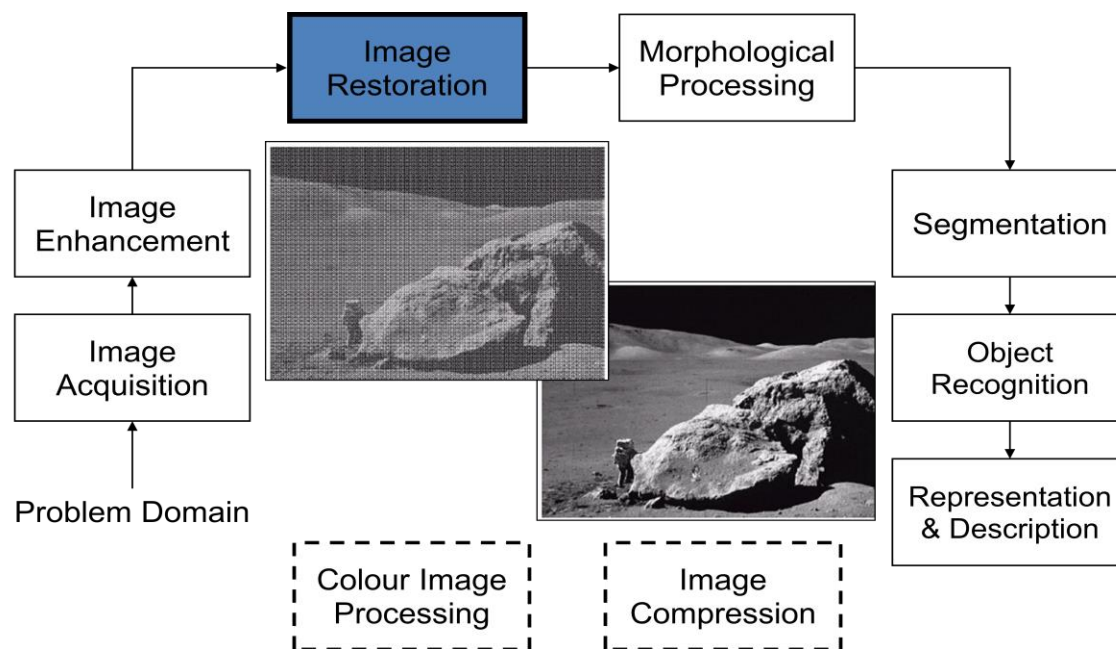 Image
Restoration
Morphological
Processing
Image
Enhancement
Segmentation
Image
Acquisition
Object
Recognition
Problem Domain
Representation
& Description
Colour Image
Processing
Image
Compression